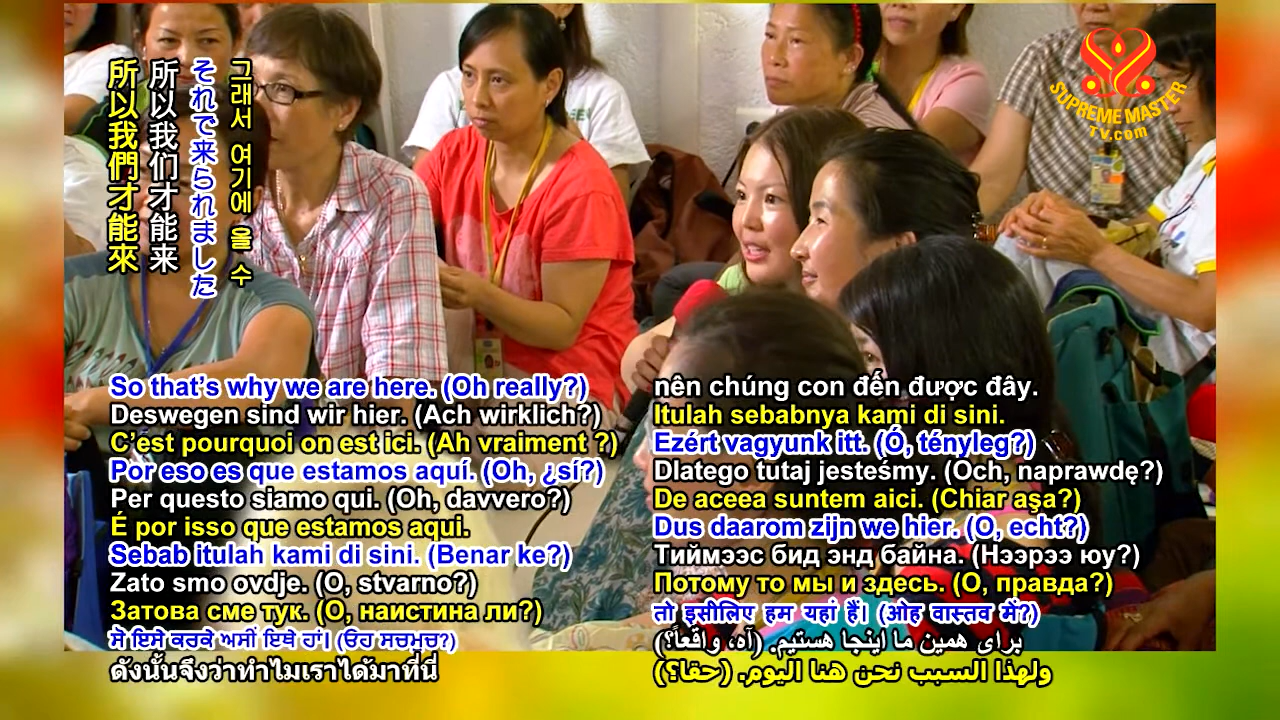 SUPREME MASTER
TV.com
그래서 여기에 올 수
それで来られました
所以我们才能来
所以我們才能來
So that's why we are here. (Oh really?)
Deswegen sind wir hier. (Ach wirklich?)
C'est pourquoi on est ici. (Ah vraiment ?)
Por eso es que estamos aquí. (Oh, ¿sí?)
Per questo siamo qui. (Oh, davvero?)
É por isso que estamos aqui.
Sebab itulah kami di sini. (Benar ke?)
Zato smo ovdje. (O, stvarno?)
Затова сме тук. (О, наистина ли?)
ਸੋ ਇਸੇ ਕਰਕੇ ਅਸੀਂ ਇਥੇ ਹਾਂ। (ਓਹ ਸਚਮੁਚ?)
ดังนั้นจึงว่าทำไมเราได้มาที่นี่
nên chúng con đến được đây.
Itulah sebabnya kami di sini.
Ezért vagyunk itt. (Ó, tényleg?)
Dlatego tutaj jesteśmy. (Och, naprawdę?)
De aceea suntem aici. (Chiar aşa?)
Dus daarom zijn we hier. (O, echt?)
Тиймээс бид энд байна. (Нээрээ юу?)
Потому то мы и здесь. (О, правда?)
तो इसीलिए हम यहां हैं। (ओह वास्तव में?)
برای همین ما اینجا هستیم. (آه، واقعاً؟)
ولهذا السبب نحن هنا اليوم. (حقا؟)